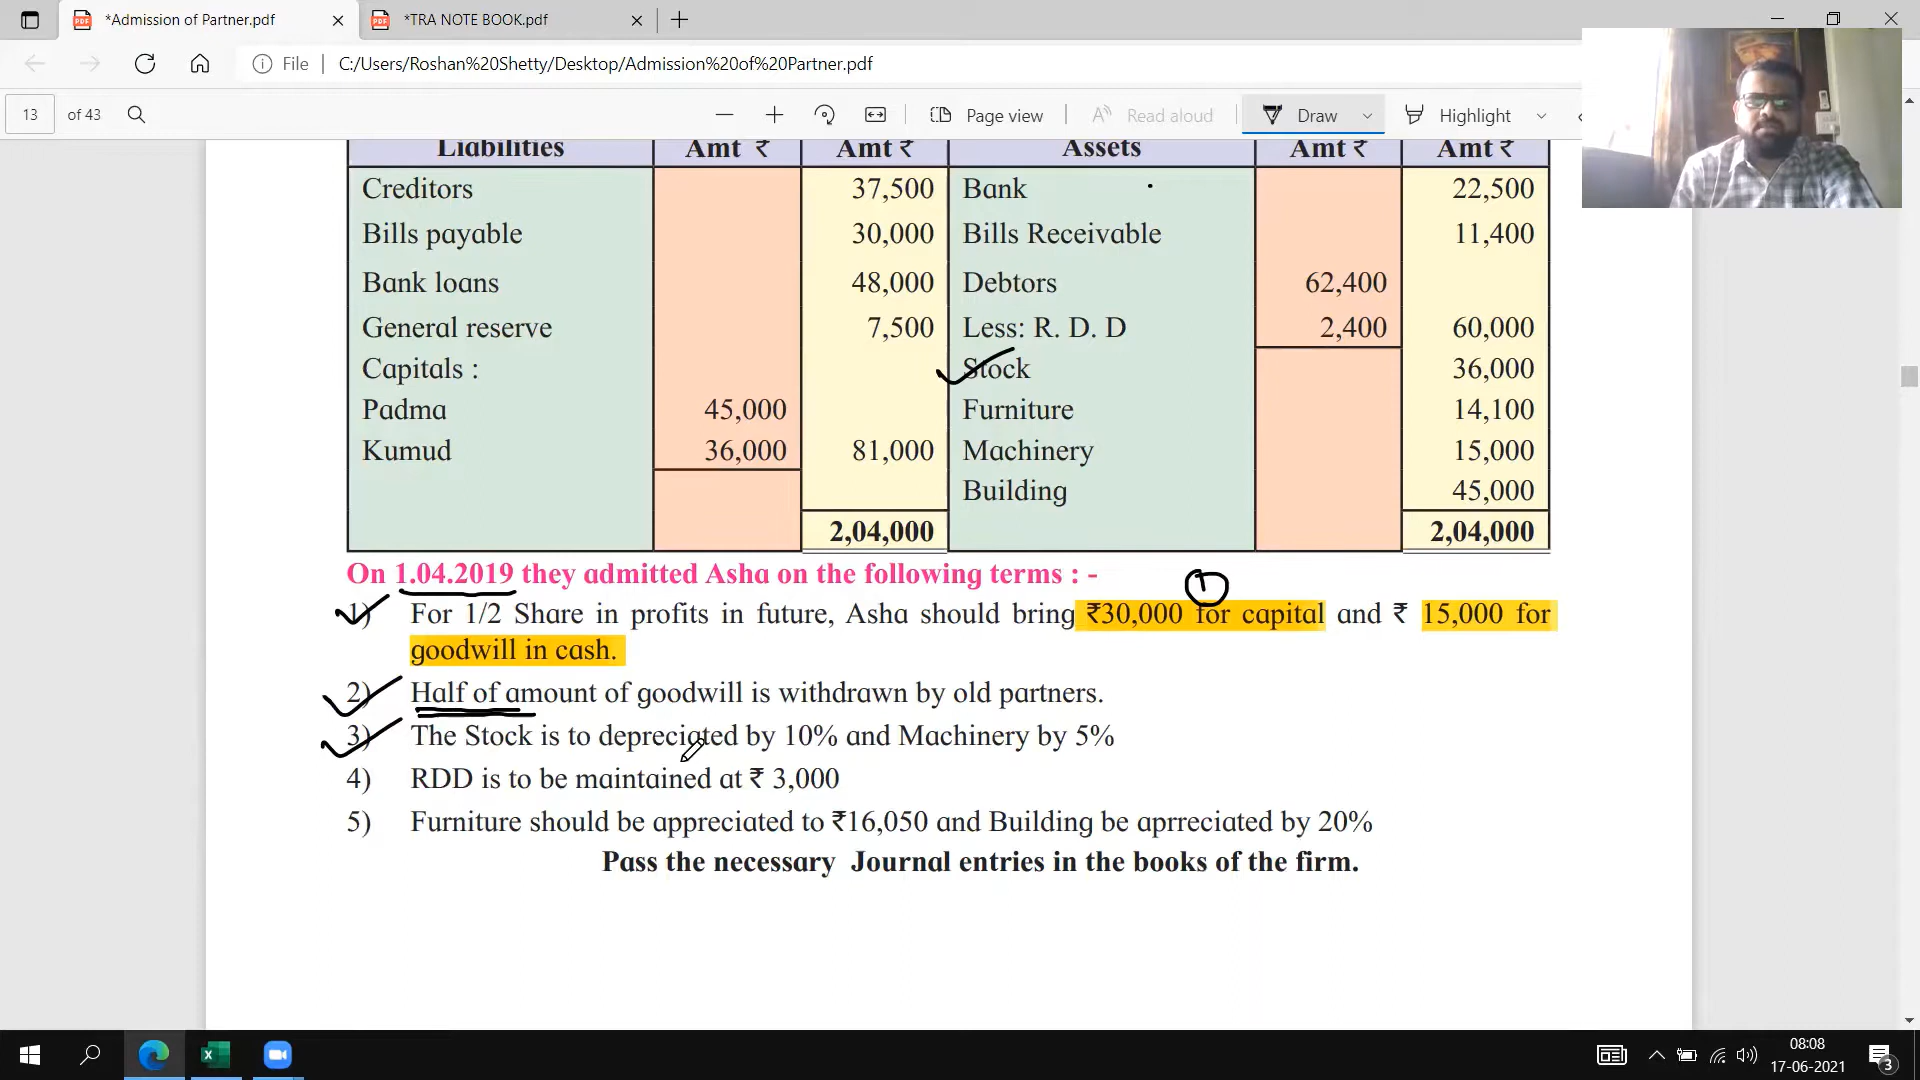 *Admission of Partner.pdf
*TRA NOTE BOOK.pdf
File C:/Users/Roshan%20Shetty/Desktop/Admission%20of%20Partner.pdf
13 of 43 Page view Read aloud Draw Highlight
Liabilities Amt ₹ Amt ₹ Assets Amt ₹ Amt ₹
Creditors 37,500 Bank 22,500
Bills payable 30,000 Bills Receivable 11,400
Bank loans 48,000 Debtors 62,400
General reserve 7,500 Less: R. D. D 2,400 60,000
Capitals : Stock 36,000
Padma 45,000 Furniture 14,100
Kumud 36,000 81,000 Machinery 15,000
Building 45,000
2,04,000 2,04,000
On 1.04.2019 they admitted Asha on the following terms : -
1
1) For 1/2 Share in profits in future, Asha should bring ₹30,000 for capital and ₹ 15,000 for
goodwill in cash.
2) Half of amount of goodwill is withdrawn by old partners.
3) The Stock is to depreciated by 10% and Machinery by 5%
4) RDD is to be maintained at ₹ 3,000
5) Furniture should be appreciated to ₹16,050 and Building be aprreciated by 20%
Pass the necessary Journal entries in the books of the firm.
08:08
17-06-2021
3